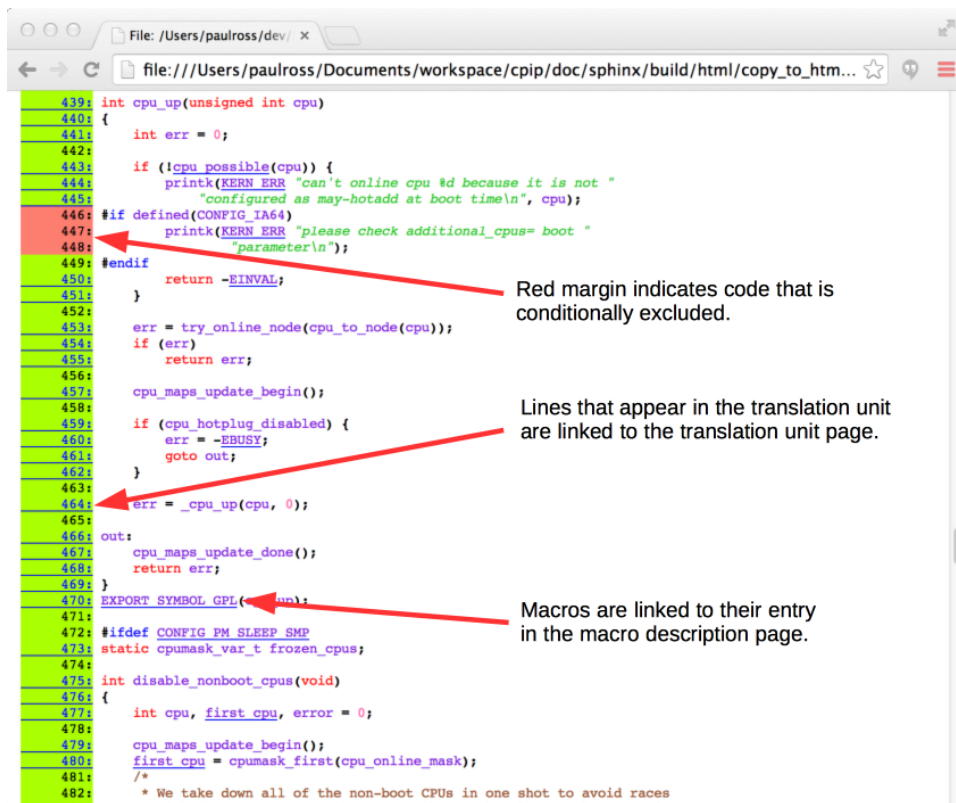 File: /Users/paulross/dev/ ×
file:///Users/paulross/Documents/workspace/cpip/doc/sphinx/build/html/copy_to_htm...
439: int cpu_up(unsigned int cpu)
440: {
441:     int err = 0;
442:
443:     if (!cpu_possible(cpu)) {
444:         printk(KERN_ERR "can't online cpu %d because it is not "
445:             "configured as may-hotadd at boot time\n", cpu);
446: #if defined(CONFIG_IA64)
447:         printk(KERN_ERR "please check additional_cpus= boot "
448:                 "parameter\n");
449: #endif
450:         return -EINVAL;
451:     }
452:
453:     err = try_online_node(cpu_to_node(cpu));
454:     if (err)
455:         return err;
456:
457:     cpu_maps_update_begin();
458:
459:     if (cpu_hotplug_disabled) {
460:         err = -EBUSY;
461:         goto out;
462:     }
463:
464:     err = _cpu_up(cpu, 0);
465:
466: out:
467:     cpu_maps_update_done();
468:     return err;
469: }
470: EXPORT_SYMBOL_GPL( up);
471:
472: #ifdef CONFIG_PM_SLEEP_SMP
473: static cpumask_var_t frozen_cpus;
474:
475: int disable_nonboot_cpus(void)
476: {
477:     int cpu, first_cpu, error = 0;
478:
479:     cpu_maps_update_begin();
480:     first_cpu = cpumask_first(cpu_online_mask);
481:     /*
482:      * We take down all of the non-boot CPUs in one shot to avoid races
Red margin indicates code that is
conditionally excluded.
Lines that appear in the translation unit
are linked to the translation unit page.
Macros are linked to their entry
in the macro description page.